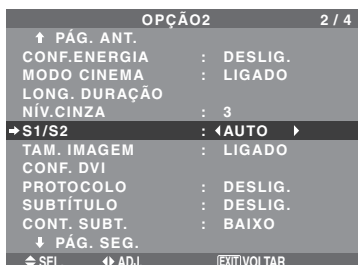 OPÇÃO2 2 / 4
↑ PÁG. ANT.
CONF.ENERGIA : DESLIG.
MODO CINEMA : LIGADO
LONG. DURAÇÃO
NÍV.CINZA : 3
→ S1/S2 : ◀ AUTO ▶
TAM. IMAGEM : LIGADO
CONF. DVI
PROTOCOLO : DESLIG.
SUBTÍTULO : DESLIG.
CONT. SUBT. : BAIXO
↓ PÁG. SEG.
SEL. ADJ. EXIT VOLTAR